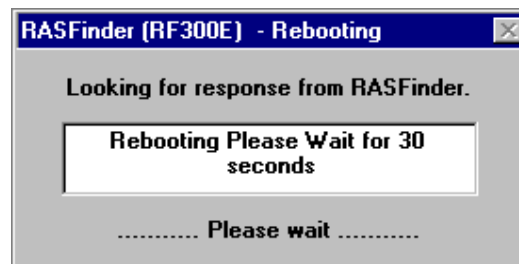 RASFinder (RF300E) - Rebooting
Looking for response from RASFinder.
Rebooting Please Wait for 30
seconds
........... Please wait ...........